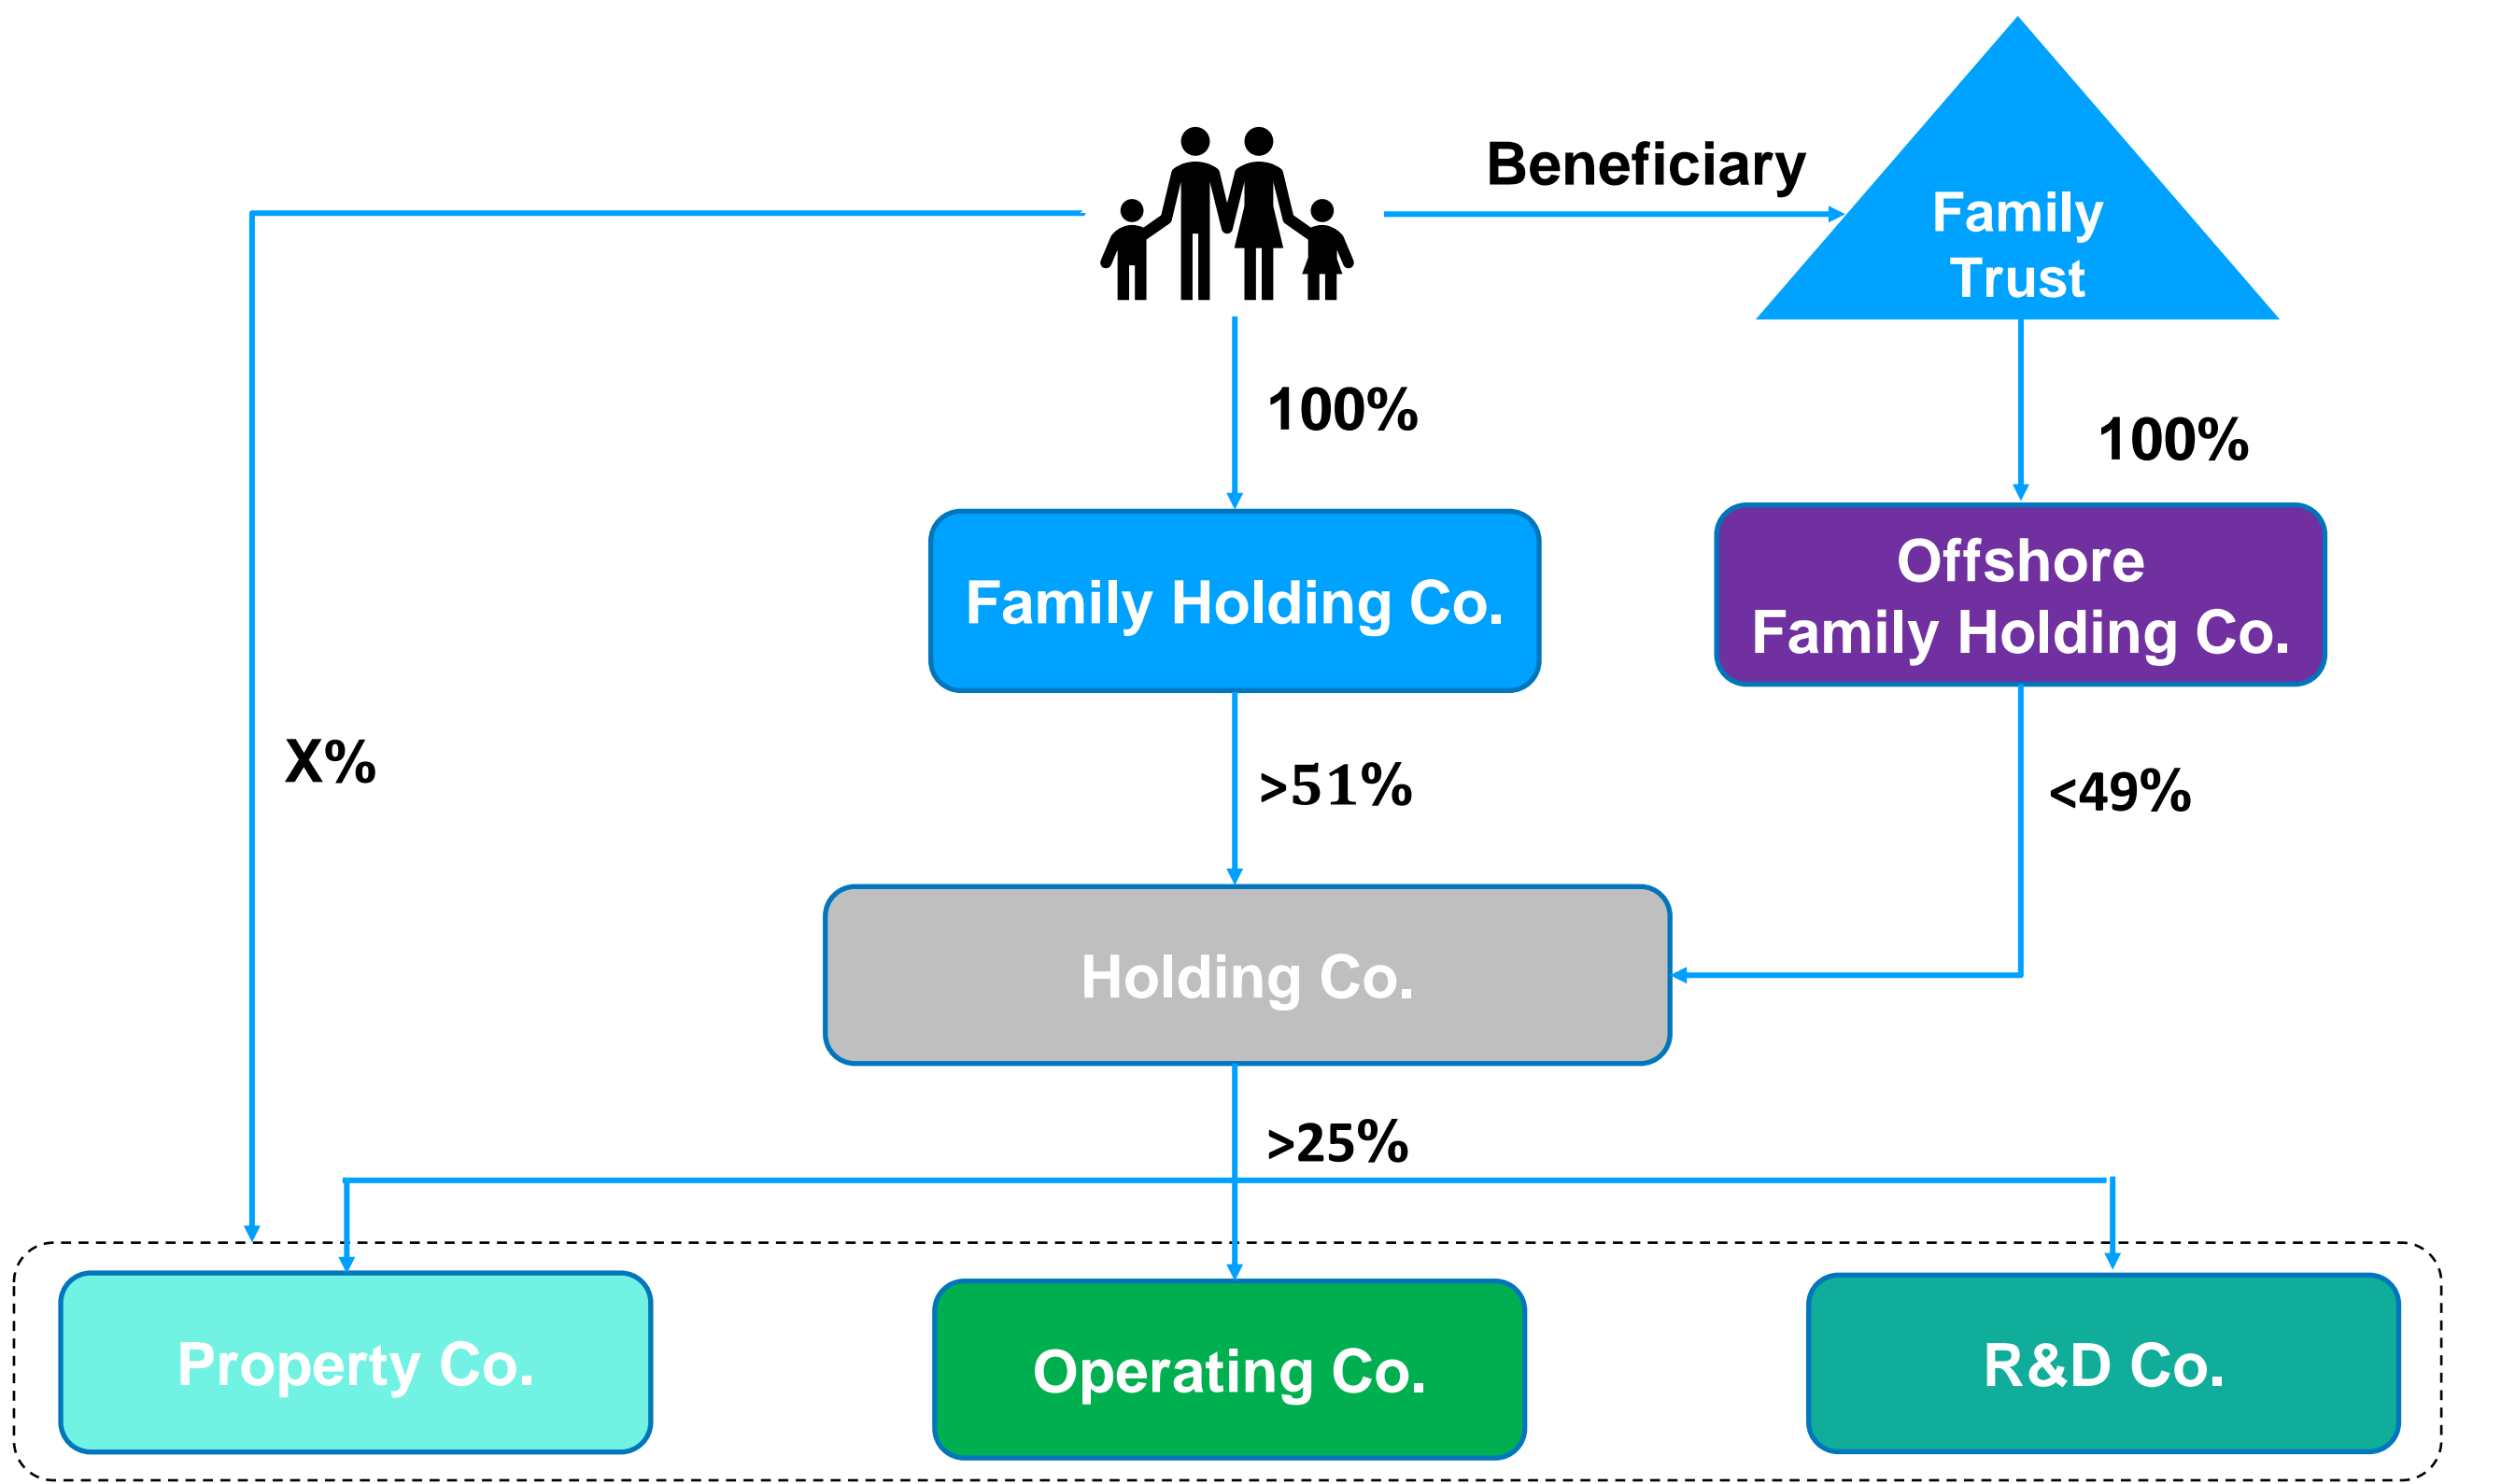 Beneficiary
Family
Trust
100%
100%
Family Holding Co.
Offshore
Family Holding Co.
X%
>51%
<49%
Holding Co.
>25%
Property Co.
Operating Co.
R&D Co.